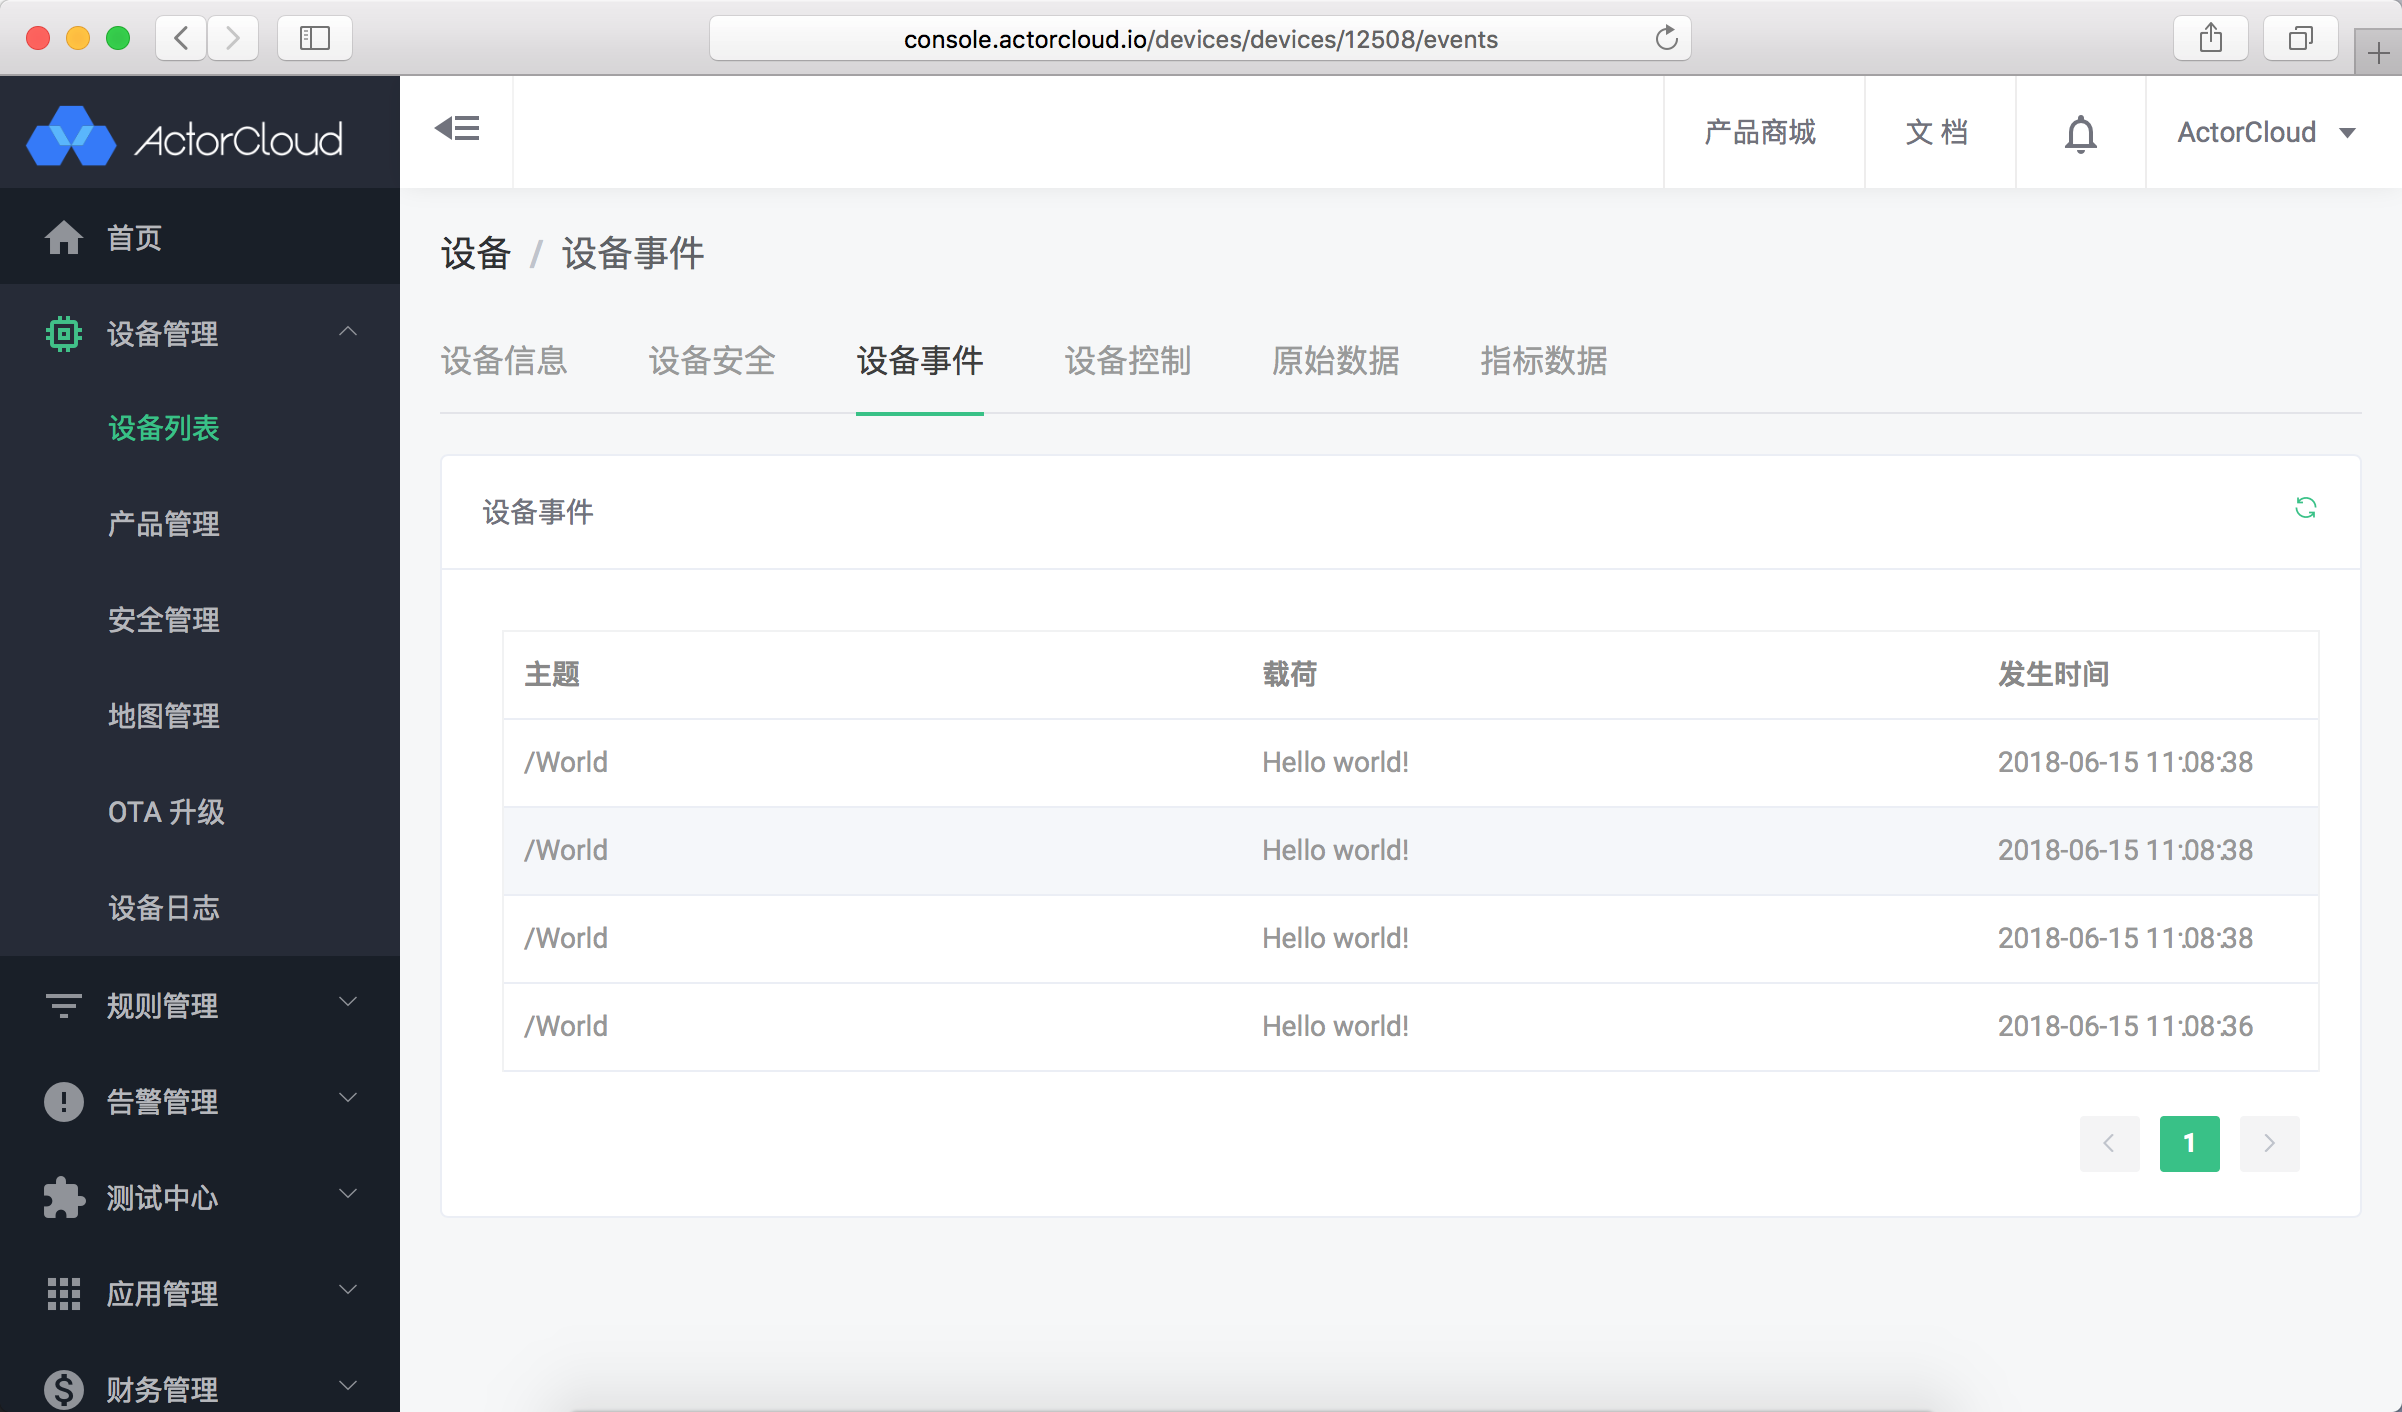 console.actorcloud.io/devices/devices/12508/events
ActorCloud
产品商城
文 档
ActorCloud
首页
设备管理
设备列表
产品管理
安全管理
地图管理
OTA 升级
设备日志
规则管理
告警管理
测试中心
应用管理
财务管理
设备 / 设备事件
设备信息 设备安全 设备事件 设备控制 原始数据 指标数据
设备事件
主题 载荷 发生时间
/World Hello world! 2018-06-15 11:08:38
/World Hello world! 2018-06-15 11:08:38
/World Hello world! 2018-06-15 11:08:38
/World Hello world! 2018-06-15 11:08:36
1